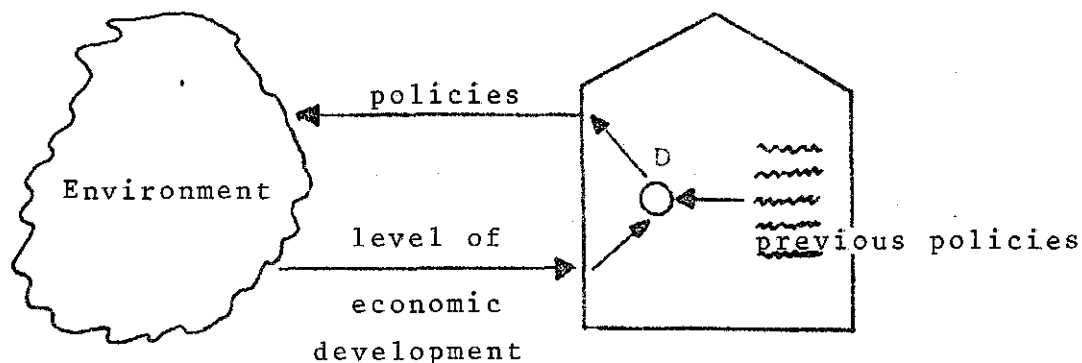 policies
D
Environment
level of
previous policies
economic
development